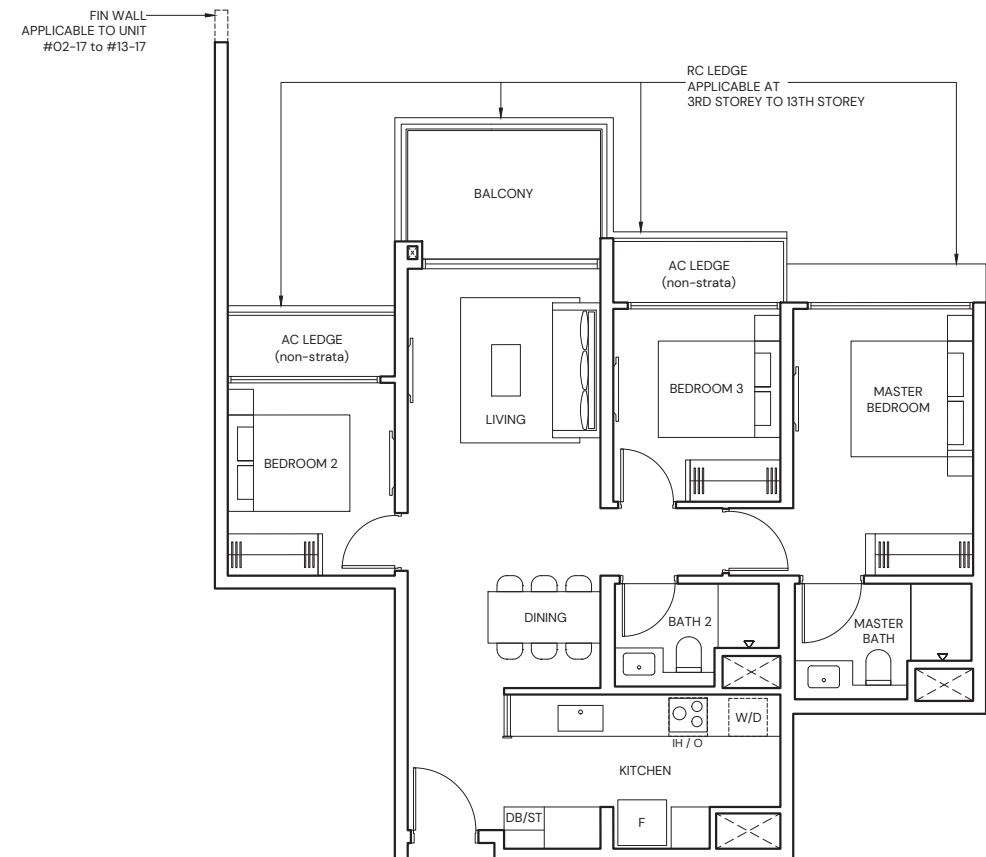 FIN WALL
APPLICABLE TO UNIT
#02-17 to #13-17
RC LEDGE
APPLICABLE AT
3RD STOREY TO 13TH STOREY
BALCONY
AC LEDGE
(non-strata)
AC LEDGE
(non-strata)
LIVING
BEDROOM 3
MASTER
BEDROOM
BEDROOM 2
DINING
BATH 2
MASTER
BATH
W/D
IH / O
KITCHEN
DB/ST
F